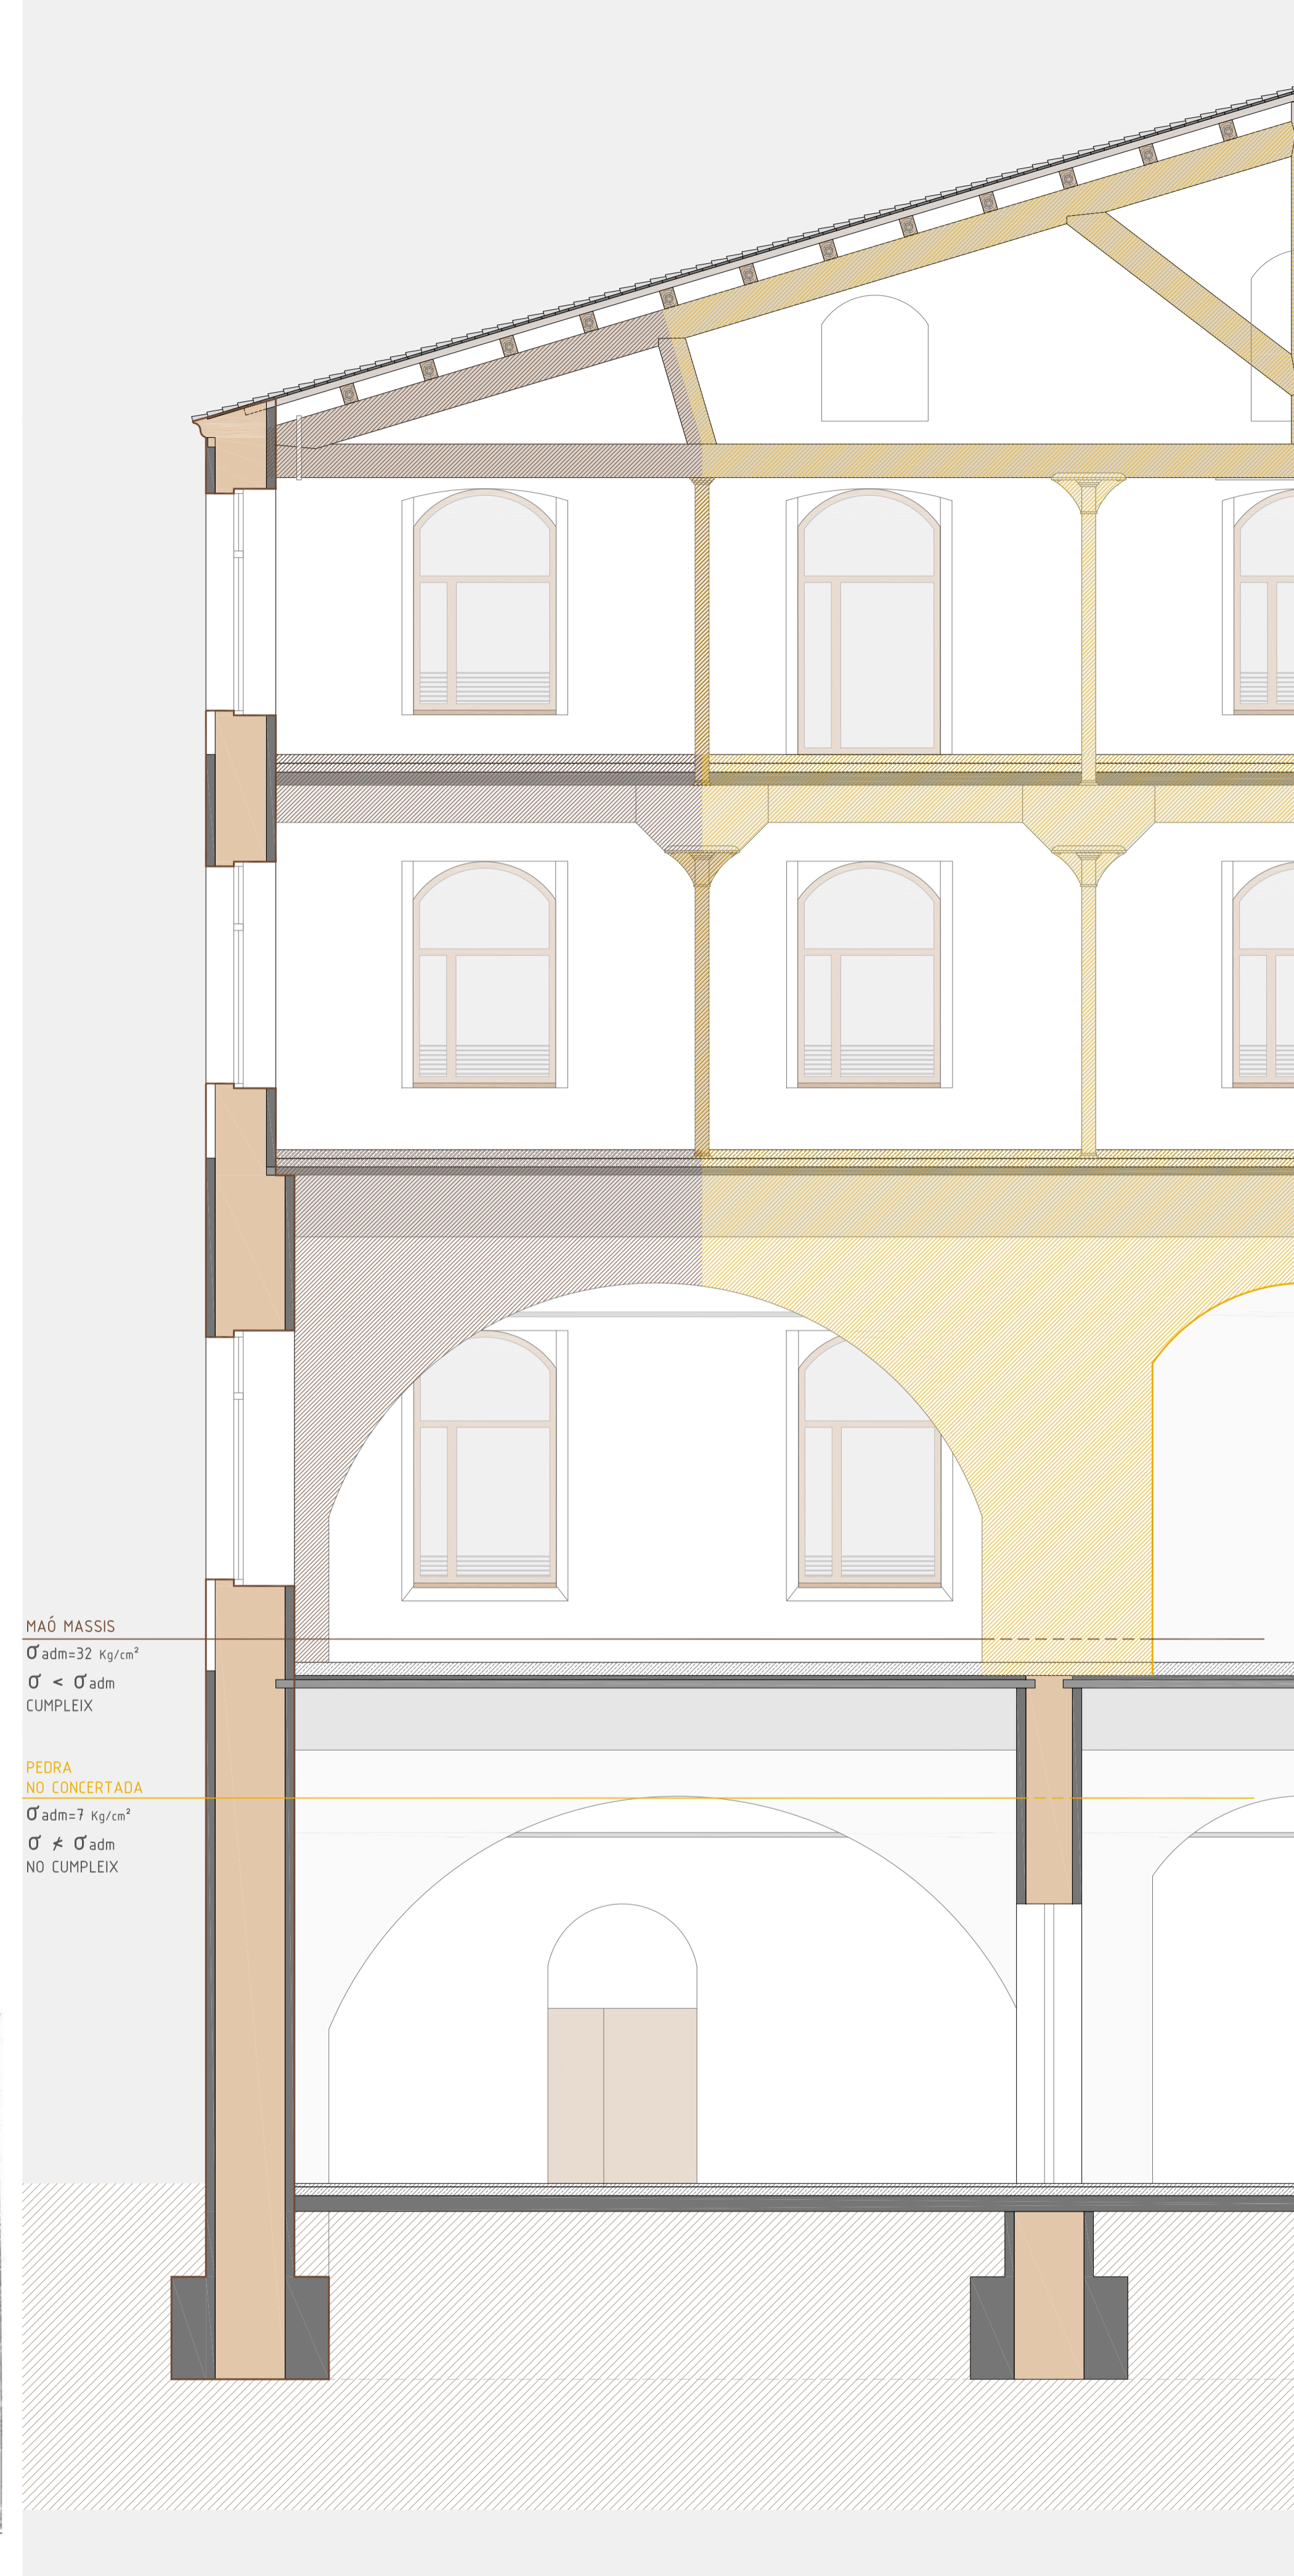 MAÓ MASSIS
σadm=32 Kg/cm²
σ < σadm
CUMPLEIX
PEDRA
NO CONCERTADA
σadm=7 Kg/cm²
σ ≮ σadm
NO CUMPLEIX